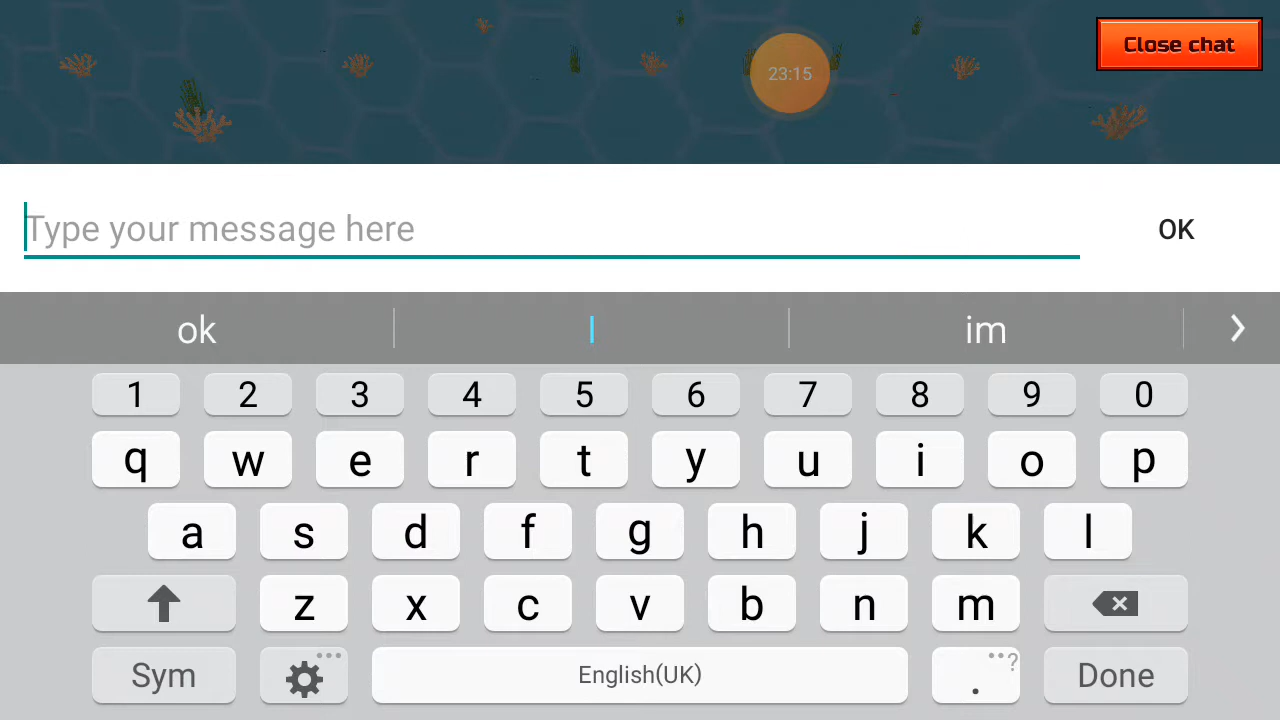 23:15
Close chat
Type your message here
OK
ok I im
1 2 3 4 5 6 7 8 9 0
q w e r t y u i o p
a s d f g h j k l
z x c v b n m
Sym English(UK) ... ? . Done